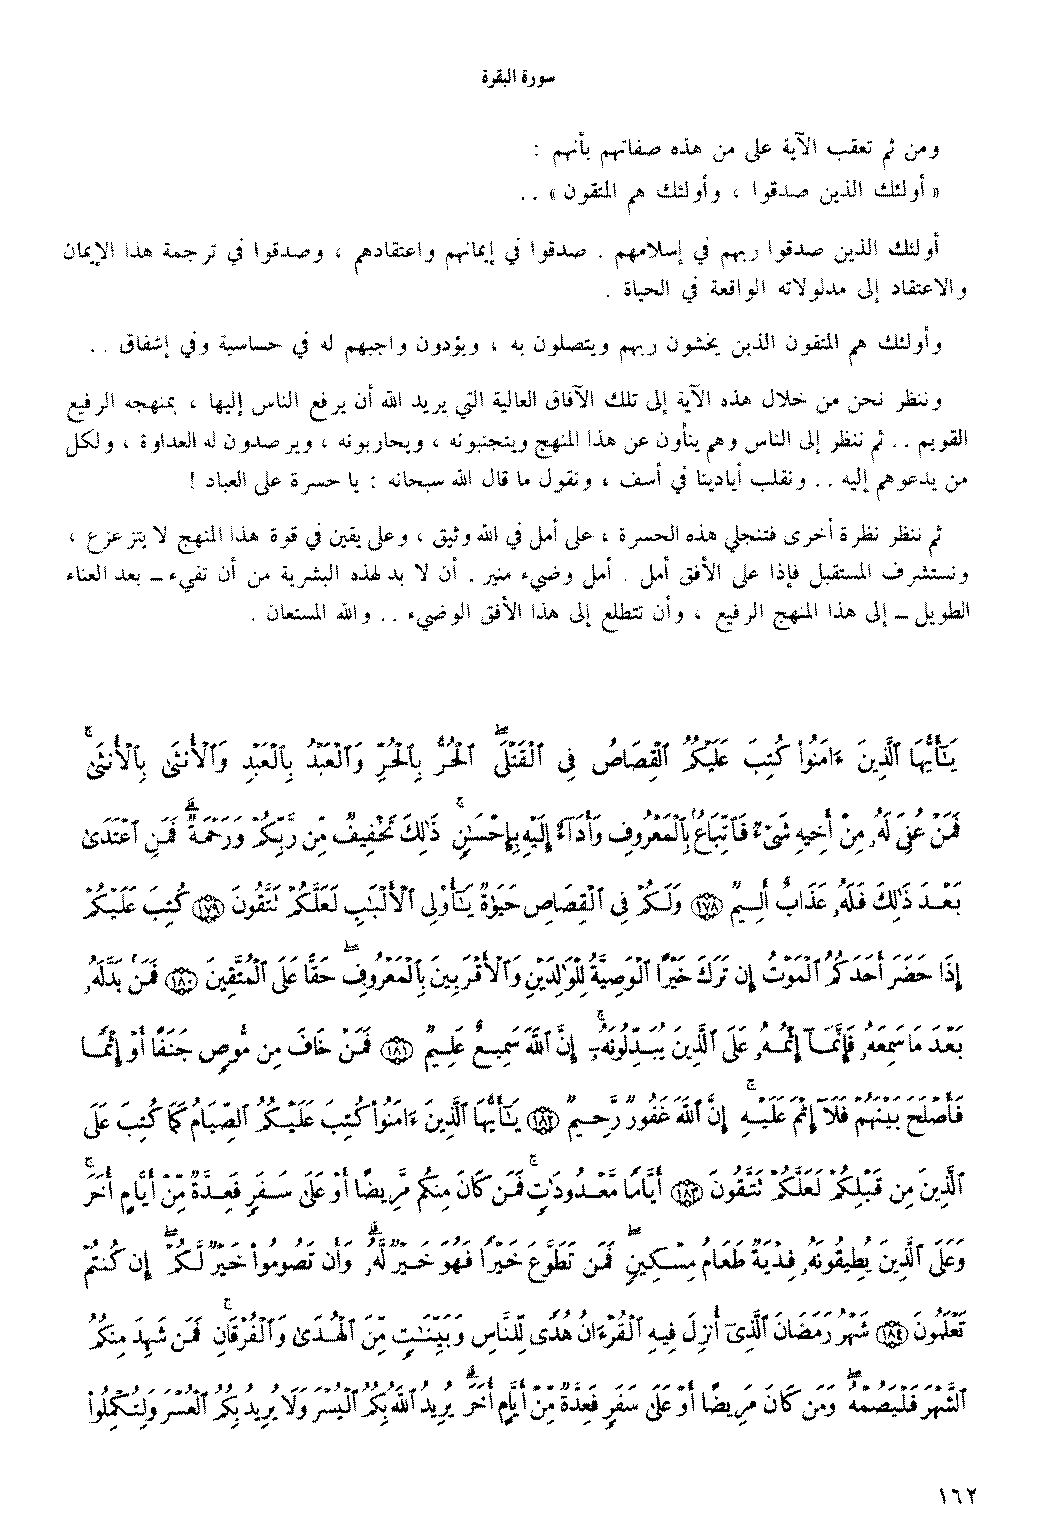 سورة البقرة
ومن ثم تعقب الآية على من هذه صفاتهم بأنهم :
« أولئك الذين صدقوا ، وأولئك هم المتقون » . .
أولئك الذين صدقوا ربهم في إسلامهم . صدقوا في إيمانهم واعتقادهم ، وصدقوا في ترجمة هذا الإيمان
والاعتقاد إلى مدلولاته الواقعة في الحياة .
وأولئك هم المتقون الذين يخشون ربهم ويتصلون به ، ويؤدون واجبهم له في حساسية وفي إشفاق . .
وننظر نحن من خلال هذه الآية إلى تلك الآفاق العالية التي يريد الله أن يرفع الناس إليها ، بمنهجه الرفيع
القويم . . ثم ننظر إلى الناس وهم ينأون عن هذا المنهج ويتجنبونه ، ويحاربونه ، ويرصدون له العداوة ، ولكل
من يدعوهم إليه . . ونقلب أيادينا في أسف ، ونقول ما قال الله سبحانه : يا حسرة على العباد !
ثم ننظر نظرة أخرى فتنجلي هذه الحسرة ، على أمل في الله وثيق ، وعلى يقين في قوة هذا المنهج لا يتزعزع ،
ونستشرف المستقبل فإذا على الأفق أمل . أمل وضيء منير . أن لا بد لهذه البشرية من أن تفيء ــ بعد العناء
الطويل ــ إلى هذا المنهج الرفيع ، وأن تتطلع إلى هذا الأفق الوضيء . . والله المستعان .
يَـٰٓأَيُّهَا ٱلَّذِينَ ءَامَنُوا۟ كُتِبَ عَلَيْكُمُ ٱلْقِصَاصُ فِى ٱلْقَتْلَىۖ ٱلْحُرُّ بِٱلْحُرِّ وَٱلْعَبْدُ بِٱلْعَبْدِ وَٱلْأُنثَىٰ بِٱلْأُنثَىٰۚ
فَمَنْ عُفِىَ لَهُۥ مِنْ أَخِيهِ شَىْءٌ فَٱتِّبَاعٌۢ بِٱلْمَعْرُوفِ وَأَدَآءٌ إِلَيْهِ بِإِحْسَـٰنٍۚ ذَٰلِكَ تَخْفِيفٌ مِّن رَّبِّكُمْ وَرَحْمَةٌۗ فَمَنِ ٱعْتَدَىٰ
بَعْدَ ذَٰلِكَ فَلَهُۥ عَذَابٌ أَلِيمٌ ﴿١٧٨﴾ وَلَكُمْ فِى ٱلْقِصَاصِ حَيَوٰةٌ يَـٰٓأُو۟لِى ٱلْأَلْبَـٰبِ لَعَلَّكُمْ تَتَّقُونَ ﴿١٧٩﴾ كُتِبَ عَلَيْكُمْ
إِذَا حَضَرَ أَحَدَكُمُ ٱلْمَوْتُ إِن تَرَكَ خَيْرًا ٱلْوَصِيَّةُ لِلْوَٰلِدَيْنِ وَٱلْأَقْرَبِينَ بِٱلْمَعْرُوفِۖ حَقًّا عَلَى ٱلْمُتَّقِينَ ﴿١٨٠﴾ فَمَنۢ بَدَّلَهُۥ
بَعْدَ مَا سَمِعَهُۥ فَإِنَّمَآ إِثْمُهُۥ عَلَى ٱلَّذِينَ يُبَدِّلُونَهُۥٓۚ إِنَّ ٱللَّهَ سَمِيعٌ عَلِيمٌ ﴿١٨١﴾ فَمَنْ خَافَ مِن مُّوصٍ جَنَفًا أَوْ إِثْمًا
فَأَصْلَحَ بَيْنَهُمْ فَلَآ إِثْمَ عَلَيْهِۚ إِنَّ ٱللَّهَ غَفُورٌ رَّحِيمٌ ﴿١٨٢﴾ يَـٰٓأَيُّهَا ٱلَّذِينَ ءَامَنُوا۟ كُتِبَ عَلَيْكُمُ ٱلصِّيَامُ كَمَا كُتِبَ عَلَى
ٱلَّذِينَ مِن قَبْلِكُمْ لَعَلَّكُمْ تَتَّقُونَ ﴿١٨٣﴾ أَيَّامًا مَّعْدُودَٰتٍۚ فَمَن كَانَ مِنكُم مَّرِيضًا أَوْ عَلَىٰ سَفَرٍ فَعِدَّةٌ مِّنْ أَيَّامٍ أُخَرَۚ
وَعَلَى ٱلَّذِينَ يُطِيقُونَهُۥ فِدْيَةٌ طَعَامُ مِسْكِينٍۖ فَمَن تَطَوَّعَ خَيْرًا فَهُوَ خَيْرٌ لَّهُۥۚ وَأَن تَصُومُوا۟ خَيْرٌ لَّكُمْۖ إِن كُنتُمْ
تَعْلَمُونَ ﴿١٨٤﴾ شَهْرُ رَمَضَانَ ٱلَّذِىٓ أُنزِلَ فِيهِ ٱلْقُرْءَانُ هُدًى لِّلنَّاسِ وَبَيِّنَـٰتٍ مِّنَ ٱلْهُدَىٰ وَٱلْفُرْقَانِۚ فَمَن شَهِدَ مِنكُمُ
ٱلشَّهْرَ فَلْيَصُمْهُۖ وَمَن كَانَ مَرِيضًا أَوْ عَلَىٰ سَفَرٍ فَعِدَّةٌ مِّنْ أَيَّامٍ أُخَرَۗ يُرِيدُ ٱللَّهُ بِكُمُ ٱلْيُسْرَ وَلَا يُرِيدُ بِكُمُ ٱلْعُسْرَ وَلِتُكْمِلُوا۟
١٦٢